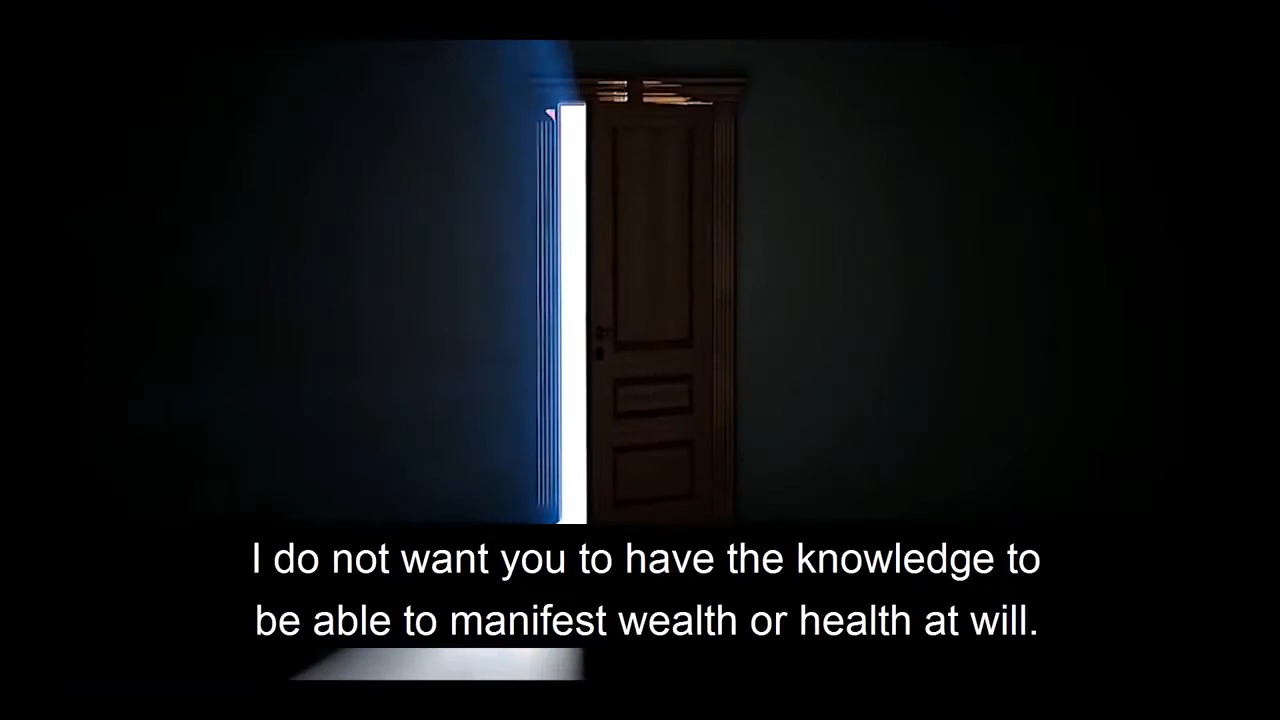 I do not want you to have the knowledge to
be able to manifest wealth or health at will.